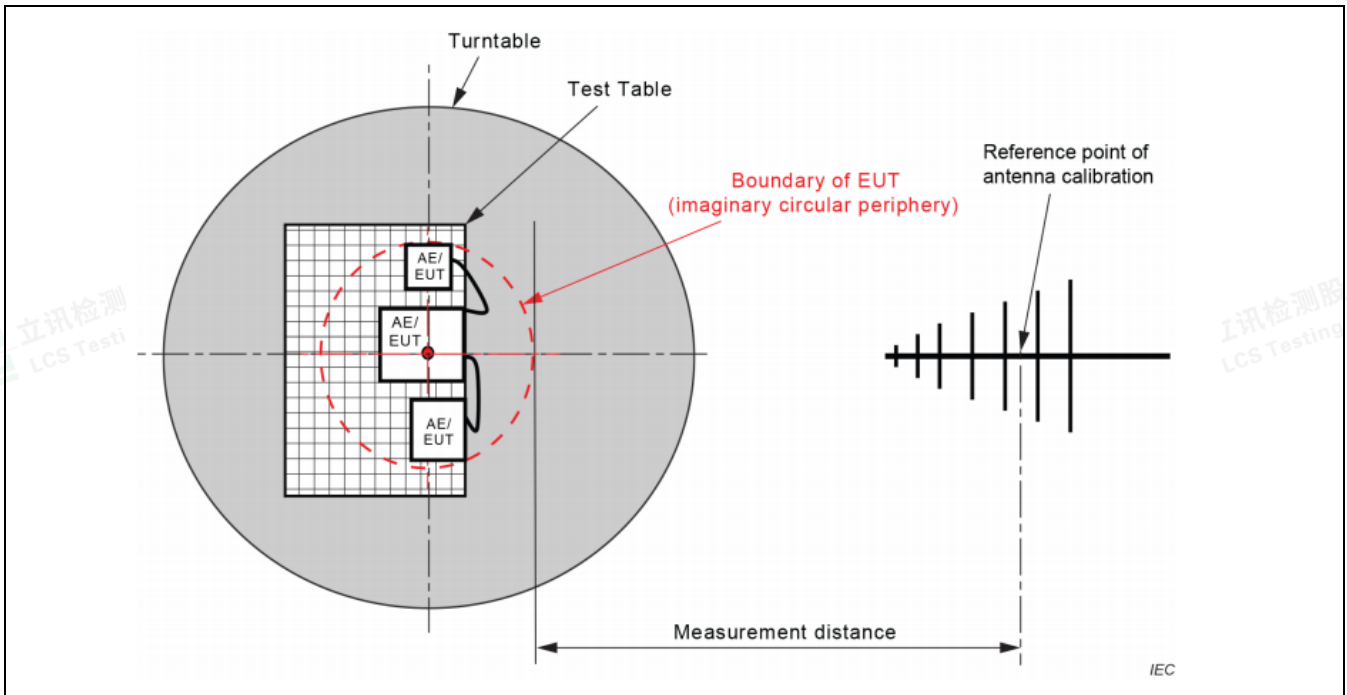 Turntable
Test Table
Boundary of EUT
(imaginary circular periphery)
Reference point of
antenna calibration
AE/
EUT
AE/
EUT
AE/
EUT
立讯检测
LCS Testi
立讯检测股
LCS Testing
Measurement distance
IEC